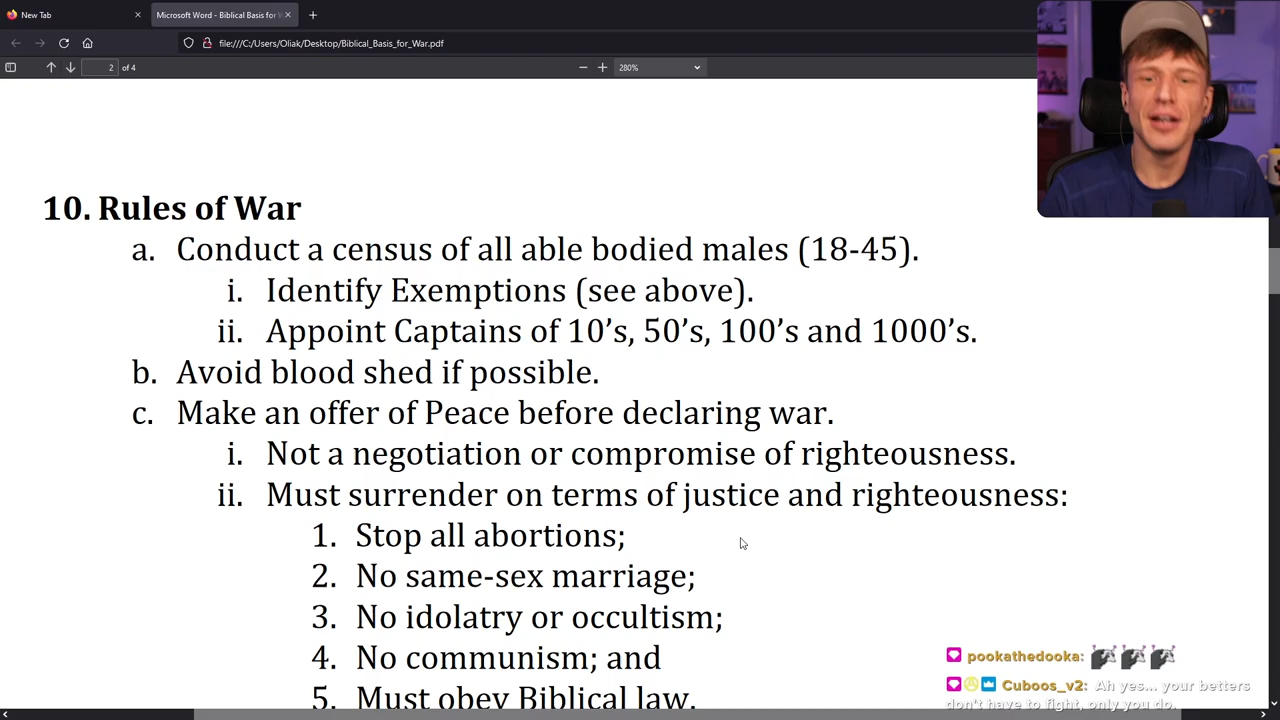 New Tab
Microsoft Word - Biblical Basis for W
file:///C:/Users/Oliak/Desktop/Biblical_Basis_for_War.pdf
2 of 4
280%
10. Rules of War
a. Conduct a census of all able bodied males (18-45).
i. Identify Exemptions (see above).
ii. Appoint Captains of 10’s, 50’s, 100’s and 1000’s.
b. Avoid blood shed if possible.
c. Make an offer of Peace before declaring war.
i. Not a negotiation or compromise of righteousness.
ii. Must surrender on terms of justice and righteousness:
1. Stop all abortions;
2. No same-sex marriage;
3. No idolatry or occultism;
4. No communism; and
5. Must obey Biblical law.
pookathedooka:
Cuboos_v2: Ah yes... your betters
don't have to fight, only you do.